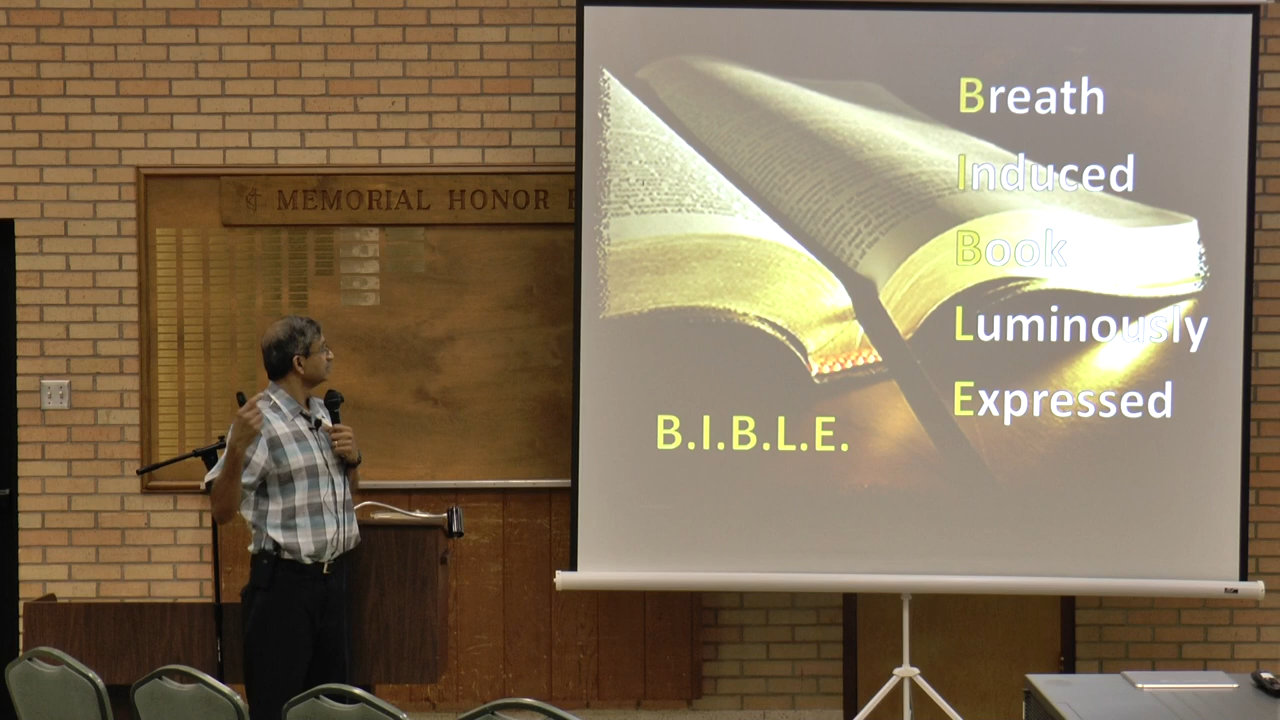 MEMORIAL HONOR
Breath
Induced
Book
Luminously
Expressed
B.I.B.L.E.